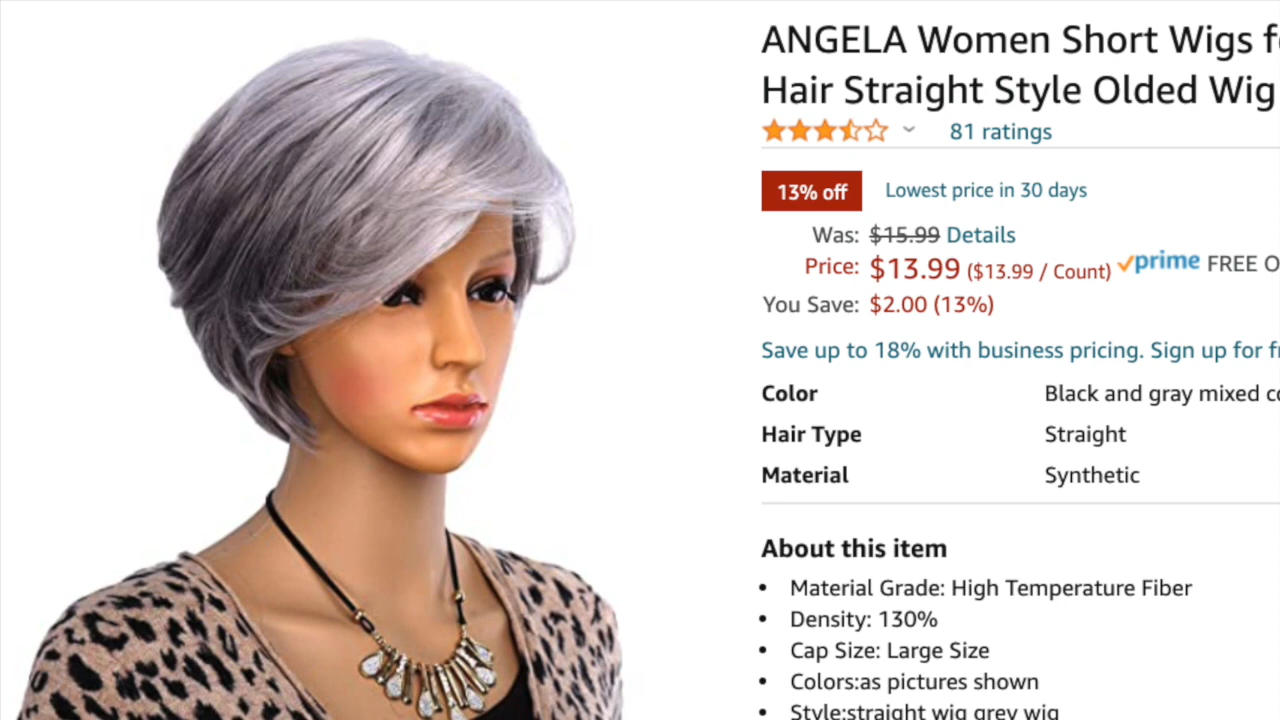 ANGELA Women Short Wigs
Hair Straight Style Olded Wig
81 ratings
13% off Lowest price in 30 days
Was: $15.99 Details
Price: $13.99 ($13.99 / Count) prime FREE
You Save: $2.00 (13%)
Save up to 18% with business pricing. Sign up for
Color Black and gray mixed
Hair Type Straight
Material Synthetic
About this item
• Material Grade: High Temperature Fiber
• Density: 130%
• Cap Size: Large Size
• Colors:as pictures shown
• Style:straight wig grey wig